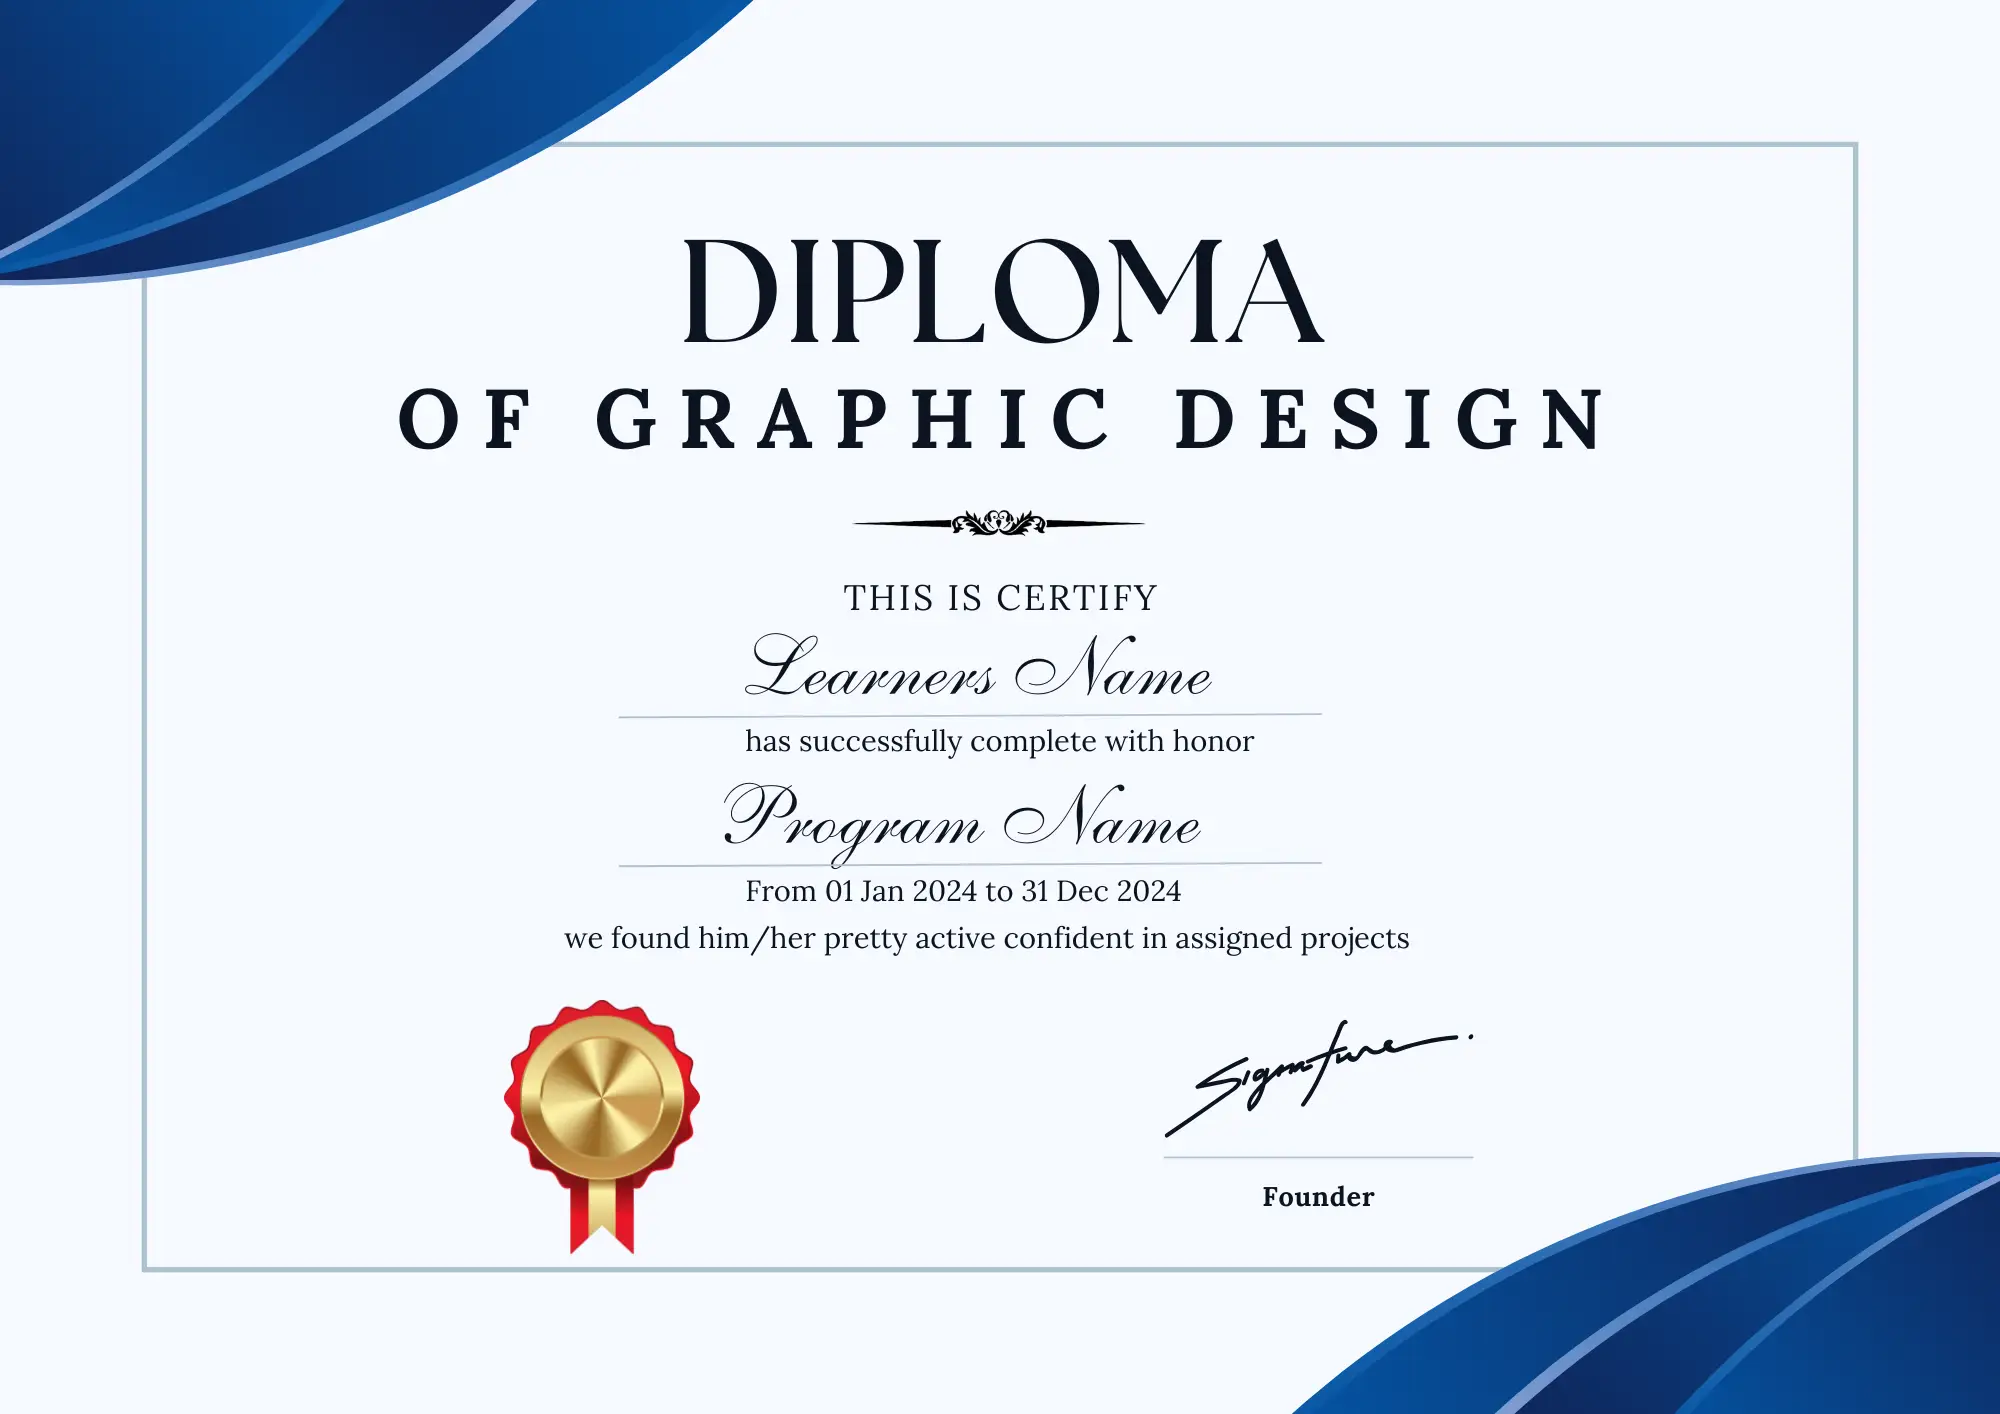 DIPLOMA
OF GRAPHIC DESIGN
THIS IS CERTIFY
Learners Name
has successfully complete with honor
Program Name
From 01 Jan 2024 to 31 Dec 2024
we found him/her pretty active confident in assigned projects
Signature
Founder